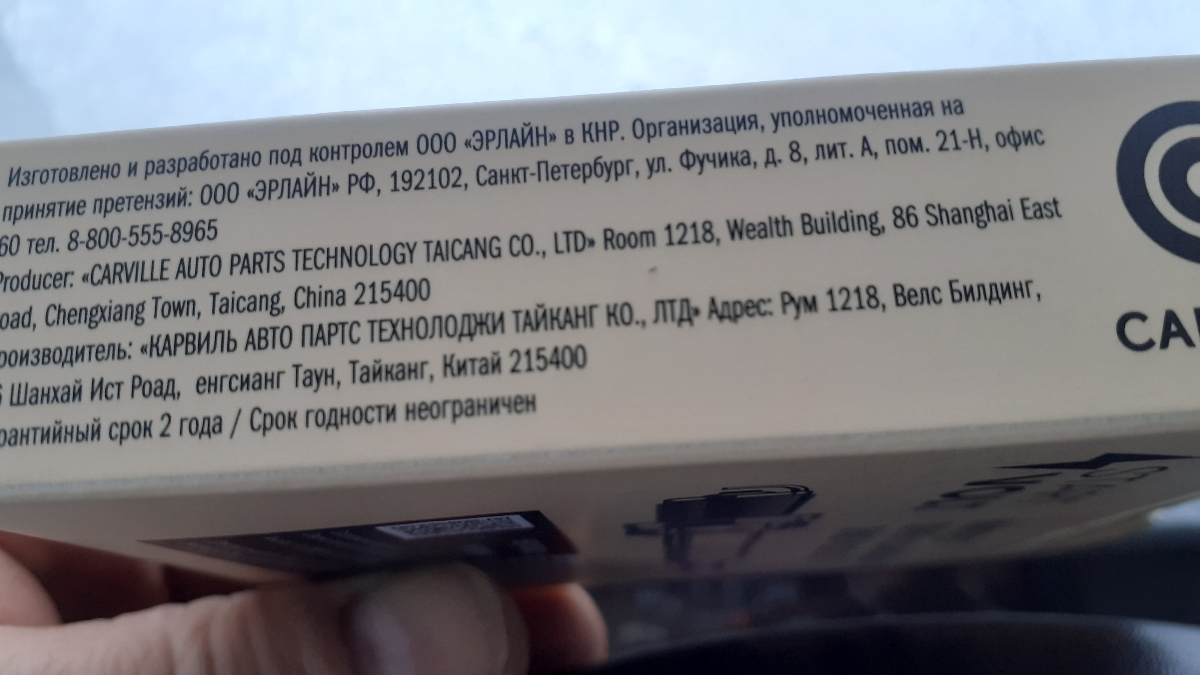 Изготовлено и разработано под контролем ООО «ЭРЛАЙН» в КНР. Организация, уполномоченная на
принятие претензий: ООО «ЭРЛАЙН» РФ, 192102, Санкт-Петербург, ул. Фучика, д. 8, лит. А, пом. 21-Н, офис
60 тел. 8-800-555-8965
Producer: «CARVILLE AUTO PARTS TECHNOLOGY TAICANG CO., LTD» Room 1218, Wealth Building, 86 Shanghai East
oad, Chengxiang Town, Taicang, China 215400
роизводитель: «КАРВИЛЬ АВТО ПАРТС ТЕХНОЛОДЖИ ТАЙКАНГ КО., ЛТД» Адрес: Рум 1218, Велс Билдинг,
6 Шанхай Ист Роад, енгсианг Таун, Тайканг, Китай 215400
рантийный срок 2 года / Срок годности неограничен